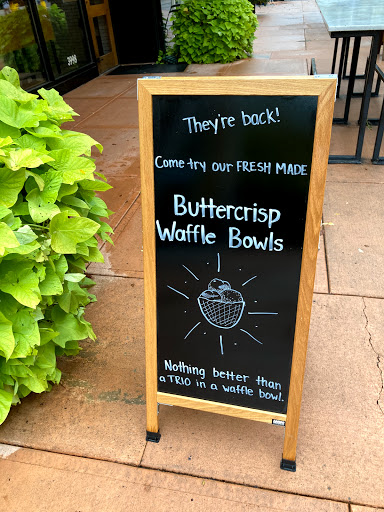 They're back!
Come try our FRESH MADE
Buttercrisp
Waffle Bowls
Nothing better than
a TRIO in a waffle bowl.